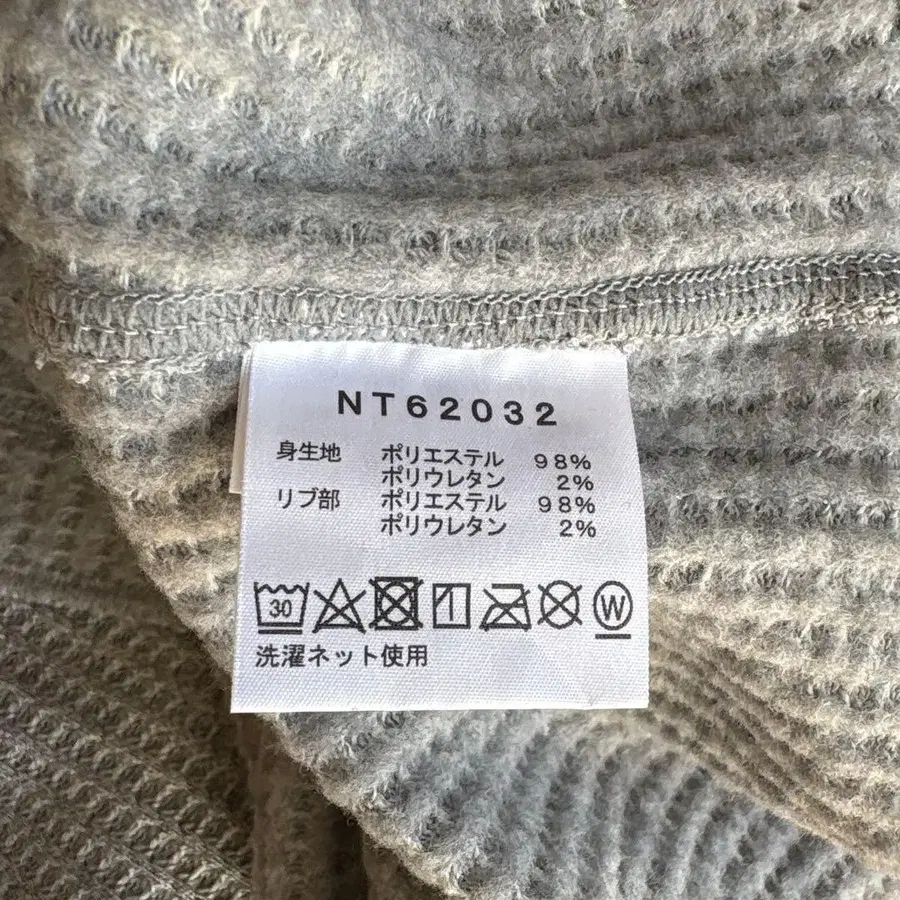 NT62032
身生地 ポリエステル 98%
ポリウレタン 2%
リブ部 ポリエステル 98%
ポリウレタン 2%
30 W
洗濯ネット使用